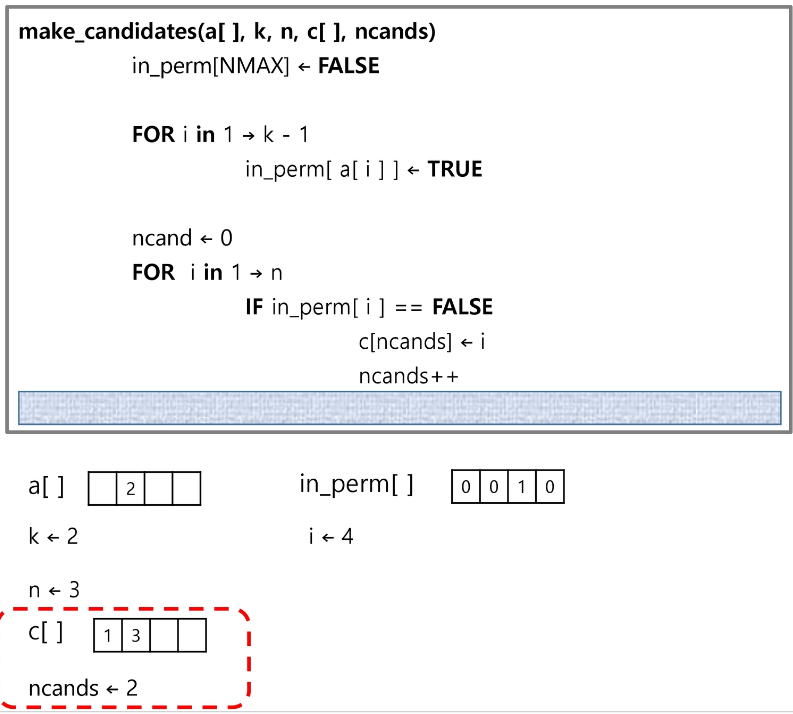 make_candidates(a[ ], k, n, c[ ], ncands)
in_perm[NMAX] ← FALSE
FOR i in 1 → k - 1
in_perm[ a[ i ] ] ← TRUE
ncand ← 0
FOR i in 1 → n
IF in_perm[ i ] == FALSE
c[ncands] ← i
ncands++
a[ ] 2 in_perm[ ] 0 0 1 0
k ← 2 i ← 4
n ← 3
c[ ] 1 3
ncands ← 2